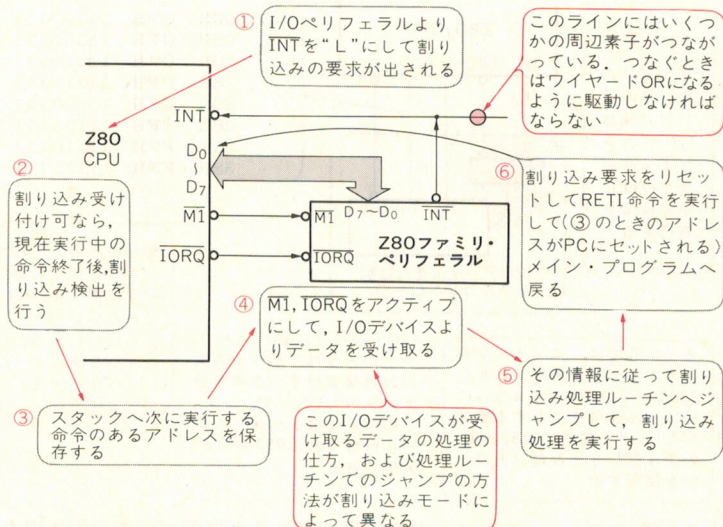 ① I/Oペリフェラルより
INTを“L”にして割り
込みの要求が出される
このラインにはいくつ
かの周辺素子がつなが
っている．つなぐとき
はワイヤードORになる
ように駆動しなければ
ならない
INT
Z80
CPU
D0
～
D7
M1
IORQ
M1 D7～D0 INT
IORQ
Z80ファミリ・
ペリフェラル
②
割り込み受け
付け可なら，
現在実行中の
命令終了後，割
り込み検出を
行う
⑥
割り込み要求をリセッ
トしてRETI命令を実行
して(③のときのアドレ
スがPCにセットされる)
メイン・プログラムへ
戻る
④ M1，IORQをアクティブ
にして，I/Oデバイスよ
りデータを受け取る
③ スタックへ次に実行する
命令のあるアドレスを保
存する
⑤ その情報に従って割り
込み処理ルーチンへジ
ャンプして，割り込み
処理を実行する
このI/Oデバイスが受
け取るデータの処理の
仕方，および処理ルー
チンでのジャンプの方
法が割り込みモードに
よって異なる